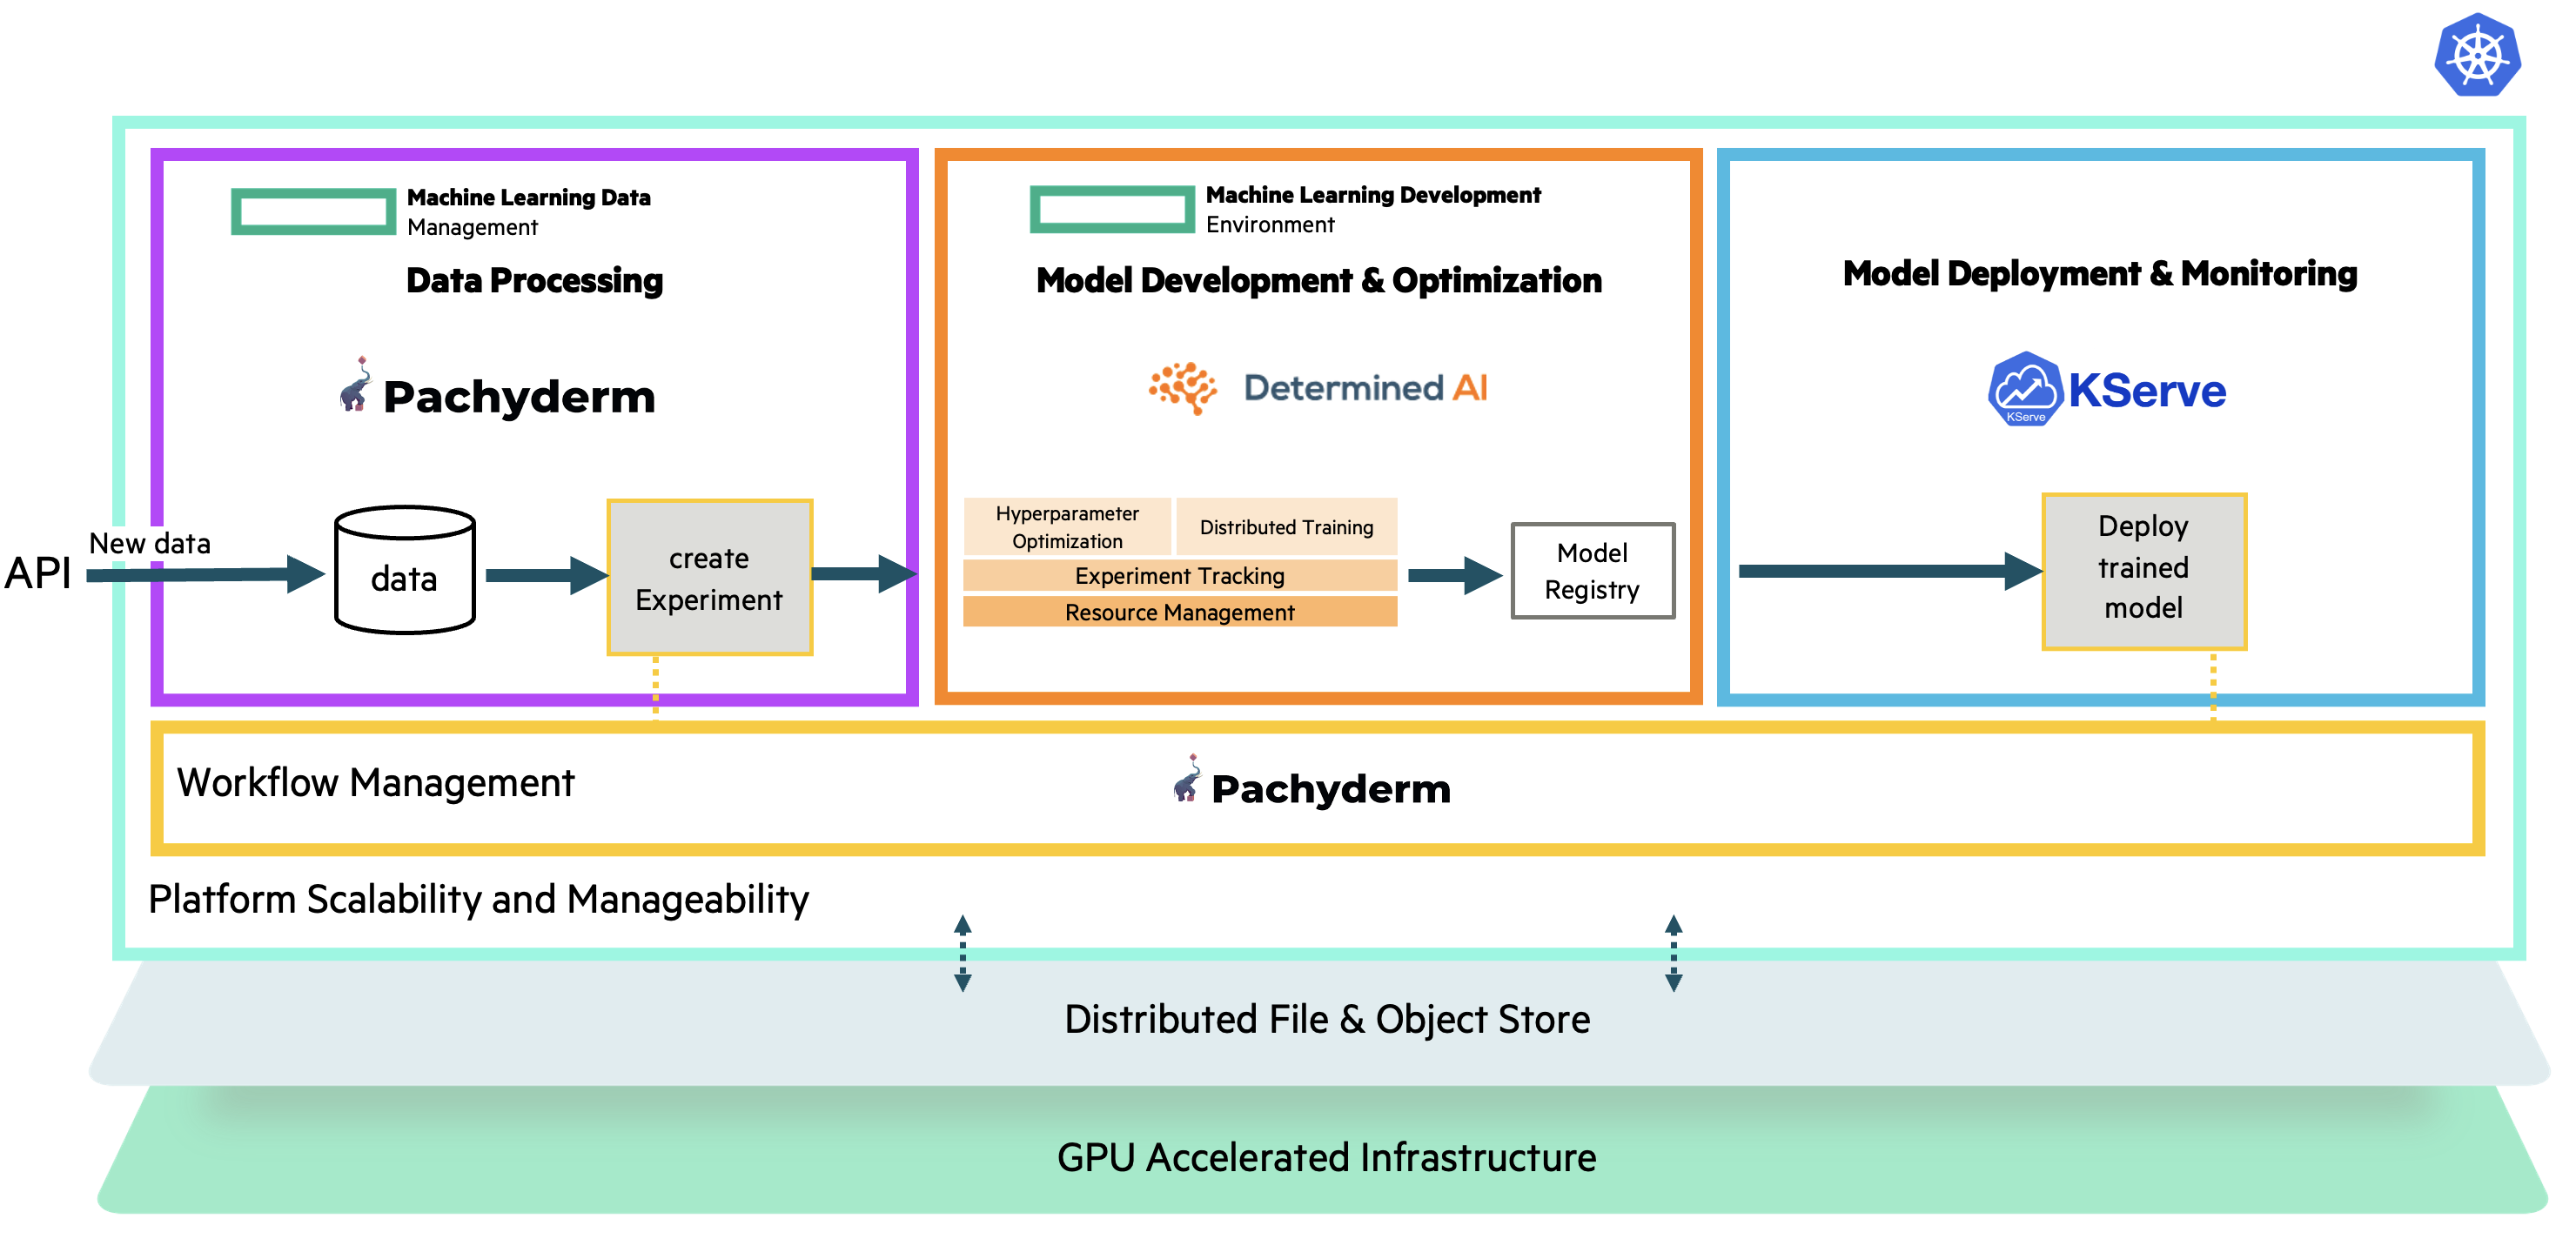 Machine Learning Data
Management
Data Processing
Pachyderm
API
New data
data
create
Experiment
Machine Learning Development
Environment
Model Development & Optimization
Determined AI
Hyperparameter
Optimization
Distributed Training
Experiment Tracking
Resource Management
Model
Registry
Model Deployment & Monitoring
KServe
KServe
Deploy
trained
model
Workflow Management
Pachyderm
Platform Scalability and Manageability
Distributed File & Object Store
GPU Accelerated Infrastructure